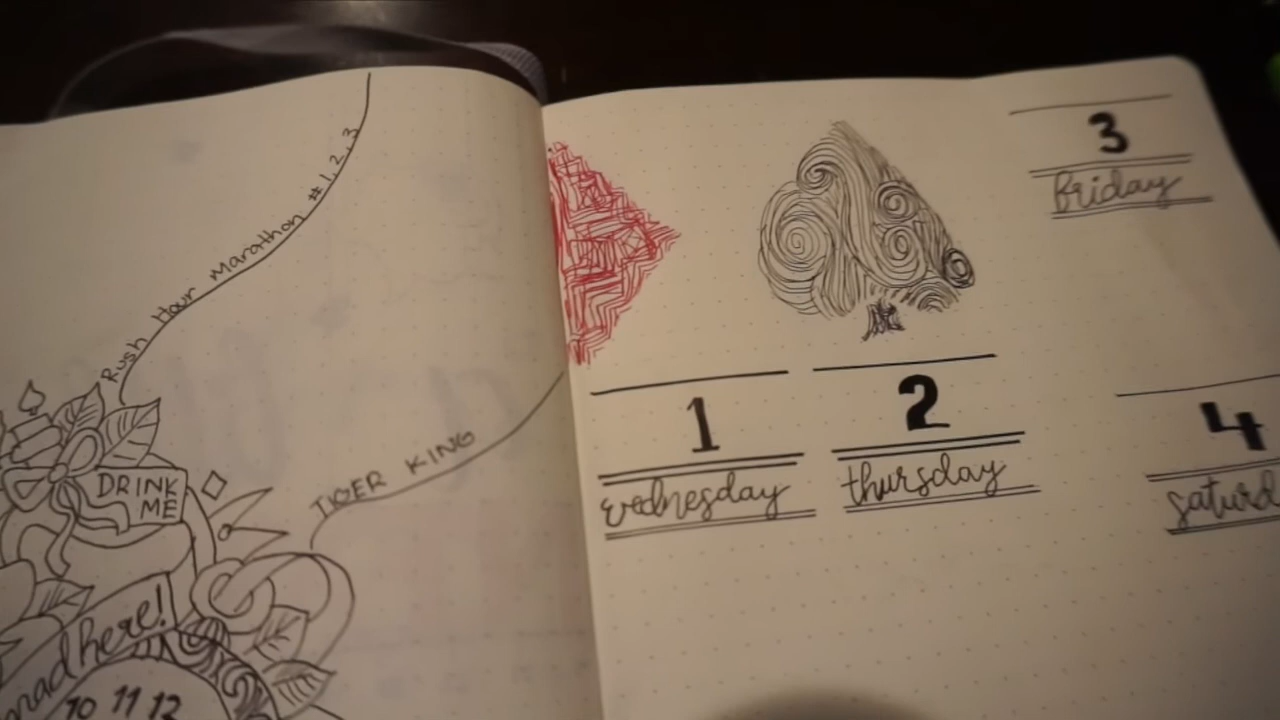 Rush Hour Marathon #1, 2, 3
TIGER KING
DRINK
ME
mad here!
10 11 12
1
wednesday
2
thursday
3
friday
4
saturd